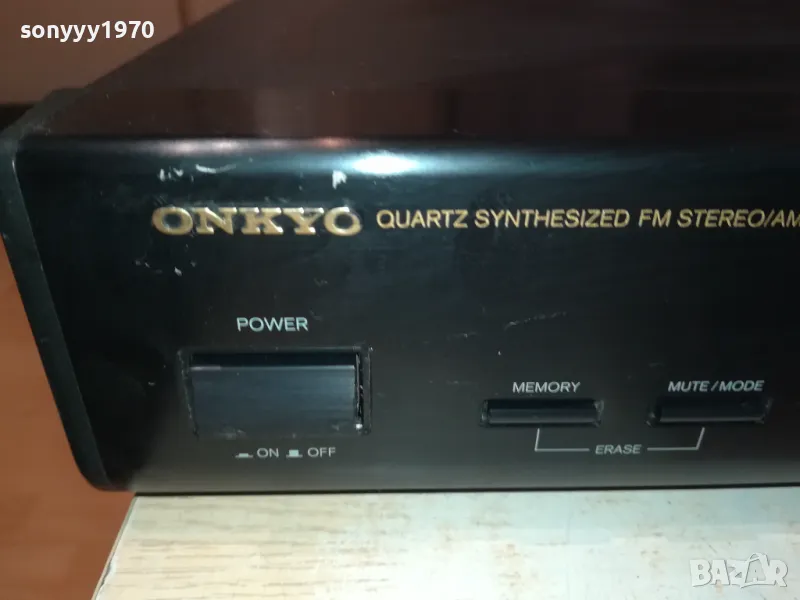 sonyyy1970
ONKYO QUARTZ SYNTHESIZED FM STEREO/AM
POWER
MEMORY MUTE/MODE
ERASE
ON OFF
BAZAR